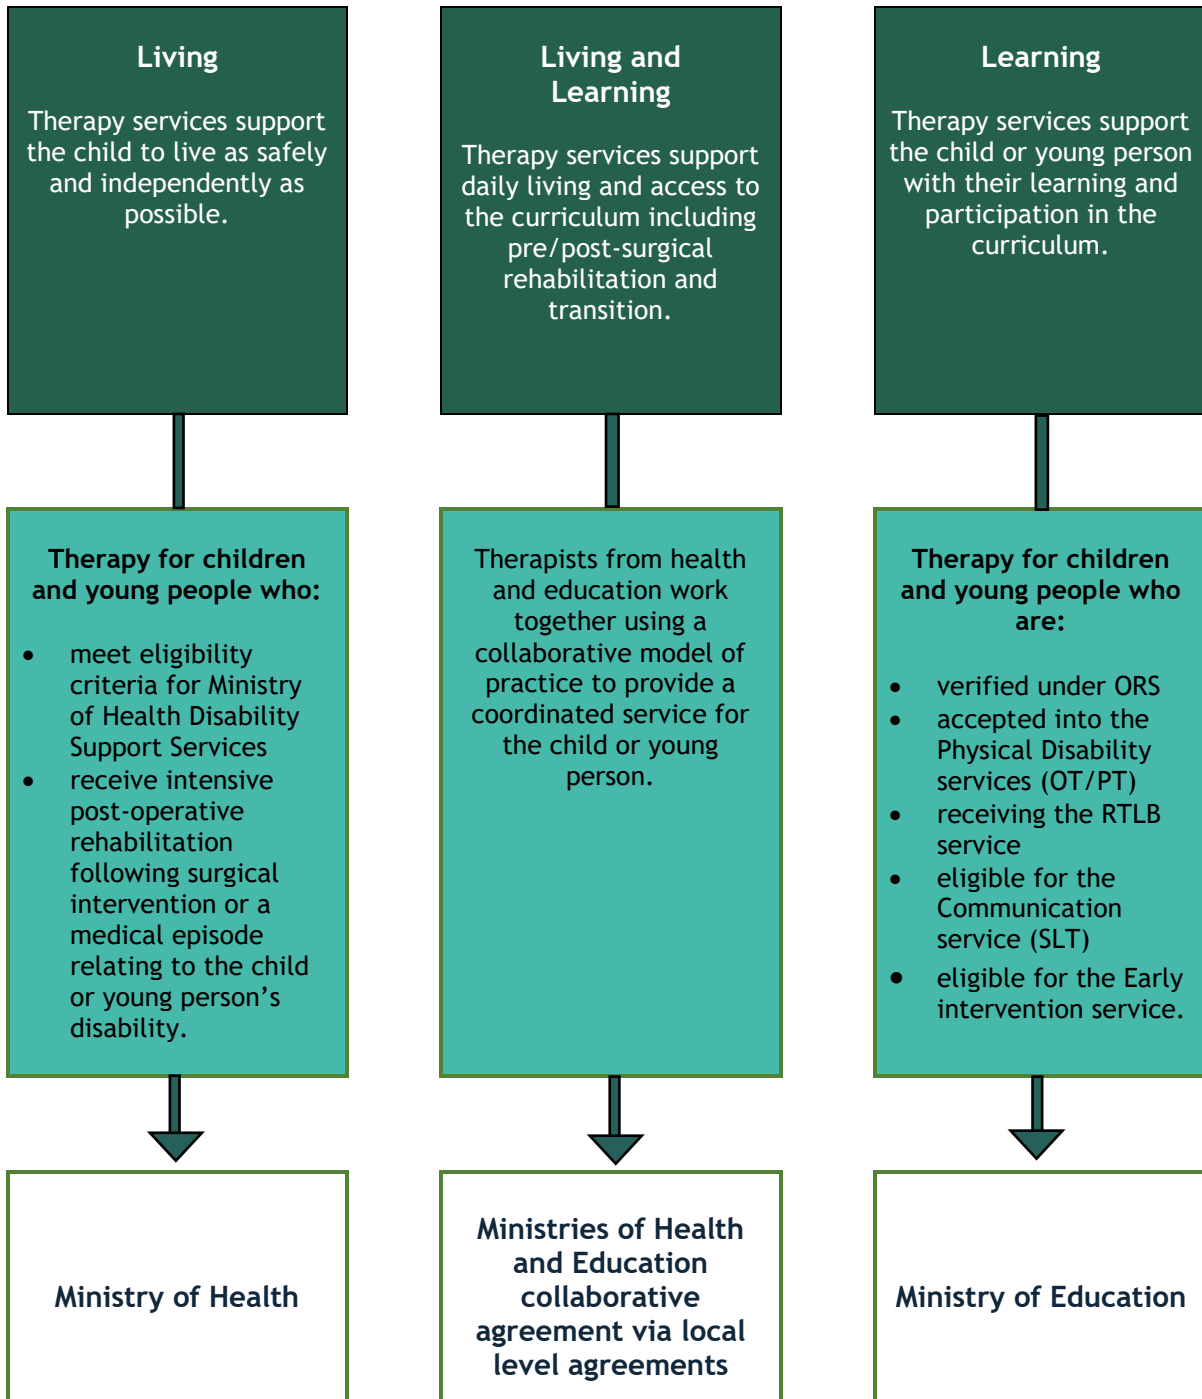 Living
Therapy services support
the child to live as safely
and independently as
possible.
Living and
Learning
Therapy services support
daily living and access to
the curriculum including
pre/post-surgical
rehabilitation and
transition.
Learning
Therapy services support
the child or young person
with their learning and
participation in the
curriculum.
Therapy for children
and young people who:
• meet eligibility
criteria for Ministry
of Health Disability
Support Services
• receive intensive
post-operative
rehabilitation
following surgical
intervention or a
medical episode
relating to the child
or young person’s
disability.
Therapists from health
and education work
together using a
collaborative model of
practice to provide a
coordinated service for
the child or young
person.
Therapy for children
and young people who
are:
• verified under ORS
• accepted into the
Physical Disability
services (OT/PT)
• receiving the RTLB
service
• eligible for the
Communication
service (SLT)
• eligible for the Early
intervention service.
Ministry of Health
Ministries of Health
and Education
collaborative
agreement via local
level agreements
Ministry of Education